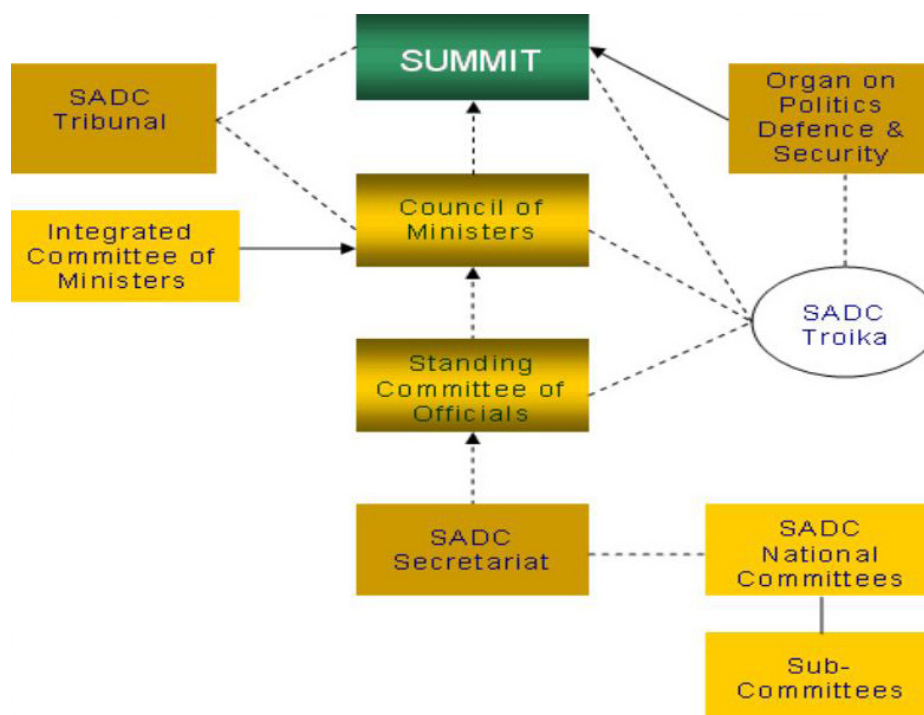 SUMMIT
SADC
Tribunal
Organ on
Politics
Defence &
Security
Council of
Ministers
Integrated
Committee of
Ministers
SADC
Troika
Standing
Committee of
Officials
SADC
Secretariat
SADC
National
Committees
Sub-
Committees